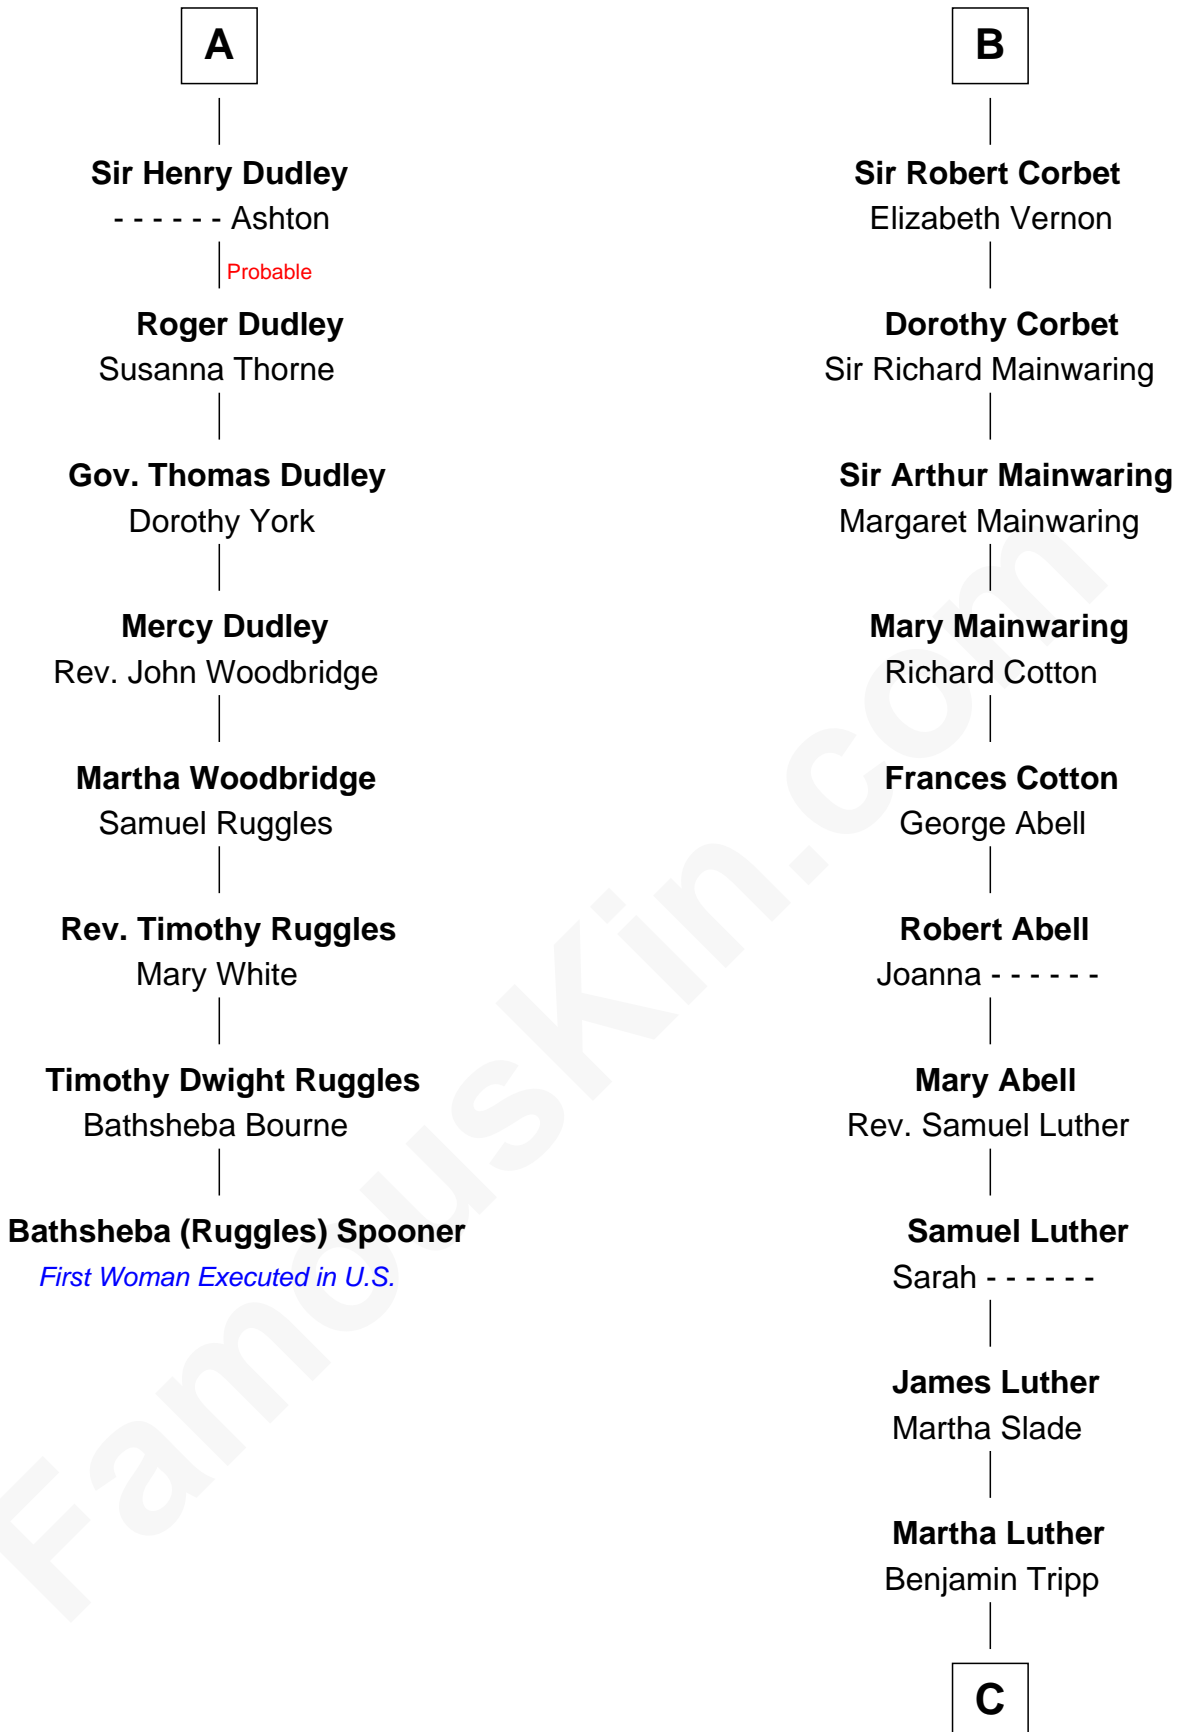 A
Sir Henry Dudley
- - - - - - Ashton
Probable
Roger Dudley
Susanna Thorne
Gov. Thomas Dudley
Dorothy York
Mercy Dudley
Rev. John Woodbridge
Martha Woodbridge
Samuel Ruggles
Rev. Timothy Ruggles
Mary White
Timothy Dwight Ruggles
Bathsheba Bourne
Bathsheba (Ruggles) Spooner
First Woman Executed in U.S.
B
Sir Robert Corbet
Elizabeth Vernon
Dorothy Corbet
Sir Richard Mainwaring
Sir Arthur Mainwaring
Margaret Mainwaring
Mary Mainwaring
Richard Cotton
Frances Cotton
George Abell
Robert Abell
Joanna - - - - - -
Mary Abell
Rev. Samuel Luther
Samuel Luther
Sarah - - - - - -
James Luther
Martha Slade
Martha Luther
Benjamin Tripp
C
FamousKin.com